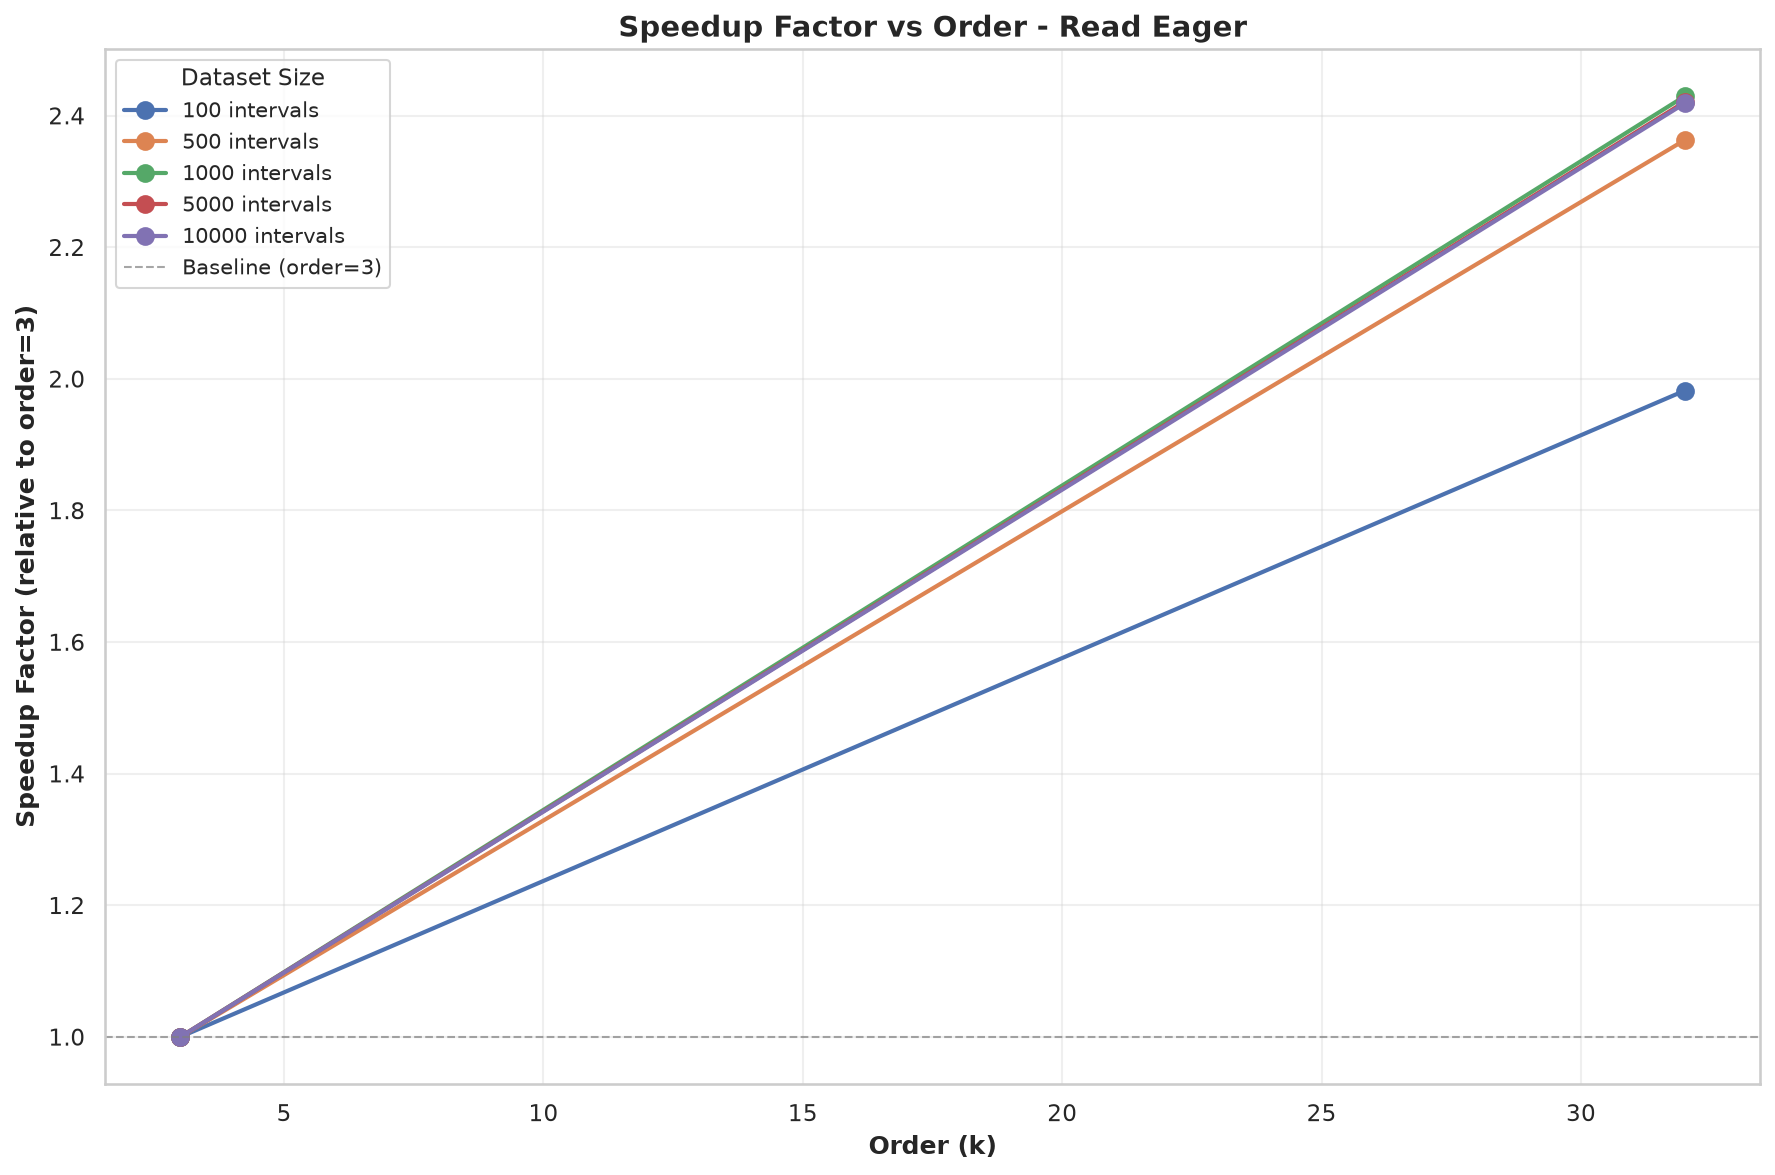 Speedup Factor vs Order - Read Eager
Dataset Size
100 intervals
500 intervals
1000 intervals
5000 intervals
10000 intervals
Baseline (order=3)
Speedup Factor (relative to order=3)
2.4
2.2
2.0
1.8
1.6
1.4
1.2
1.0
5
10
15
20
25
30
Order (k)